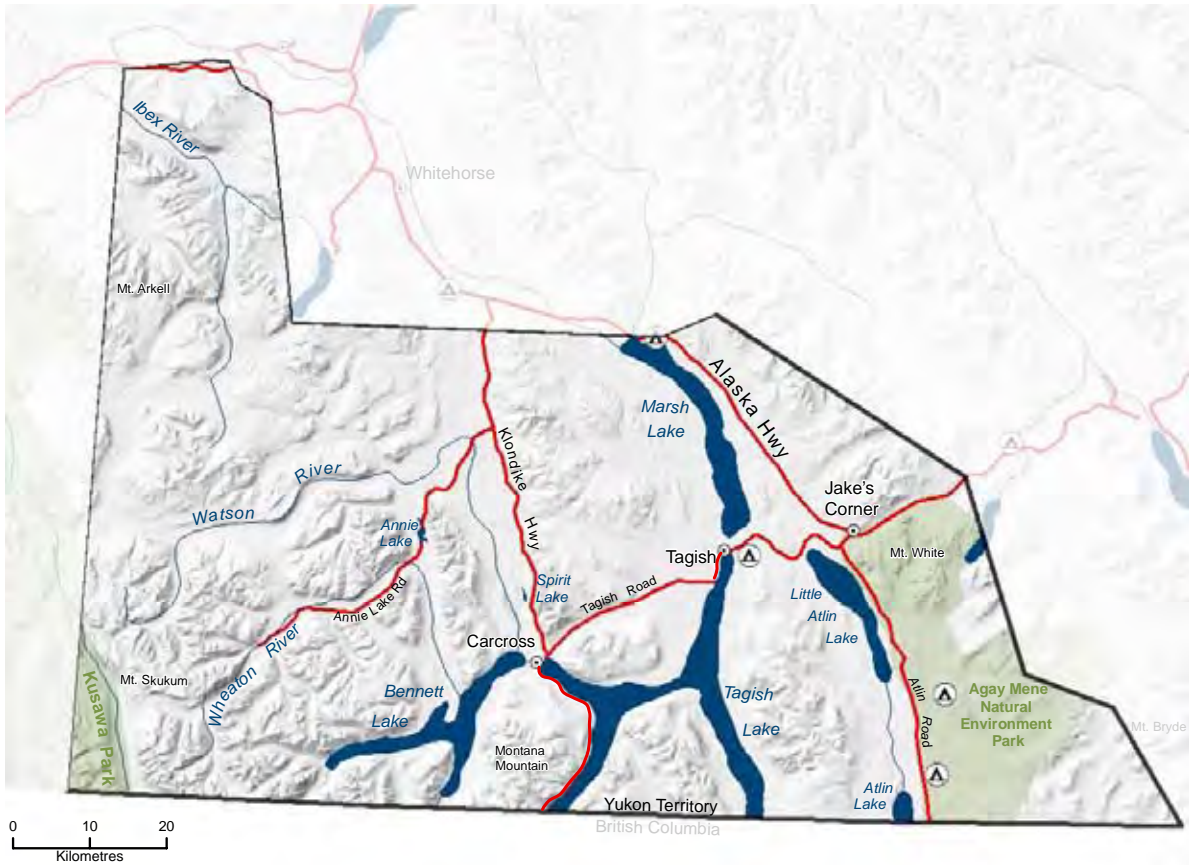 Ibex River
Whitehorse
Mt. Arkell
Alaska Hwy
Marsh
Lake
Klondike
Hwy
River
Watson
Jake's
Corner
Annie
Lake
Mt. White
Tagish
Spirit
Lake
Tagish Road
Little
Atlin
Lake
Annie Lake Rd
Carcross
Wheaton River
Mt. Skukum
Kusawa Park
Bennett
Lake
Tagish
Lake
Atlin
Road
Agay Mene
Natural
Environment
Park
Mt. Bryde
Montana
Mountain
Atlin
Lake
Yukon Territory
British Columbia
0 10 20
Kilometres